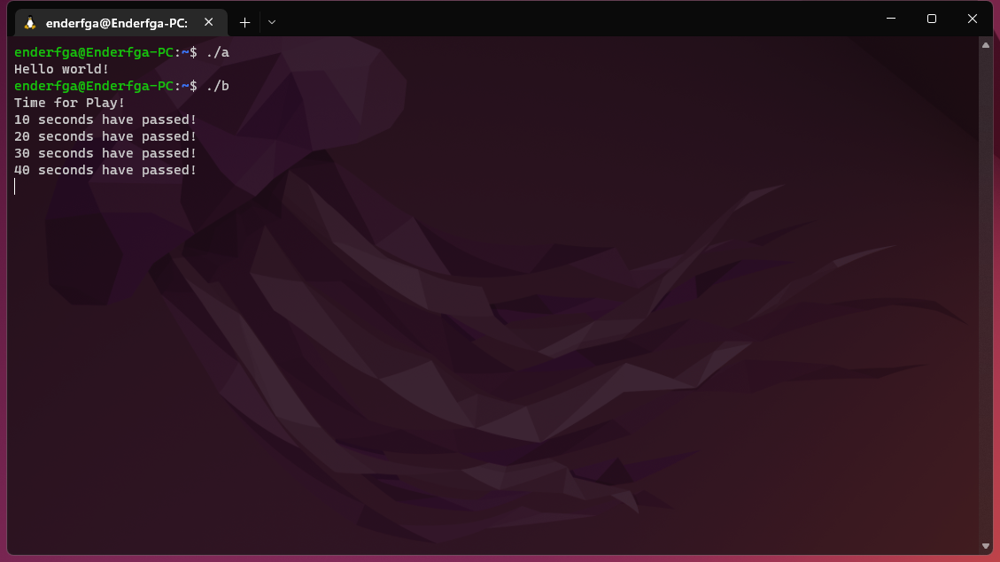 enderfga@Enderfga-PC:
enderfga@Enderfga-PC:~$ ./a
Hello world!
enderfga@Enderfga-PC:~$ ./b
Time for Play!
10 seconds have passed!
20 seconds have passed!
30 seconds have passed!
40 seconds have passed!